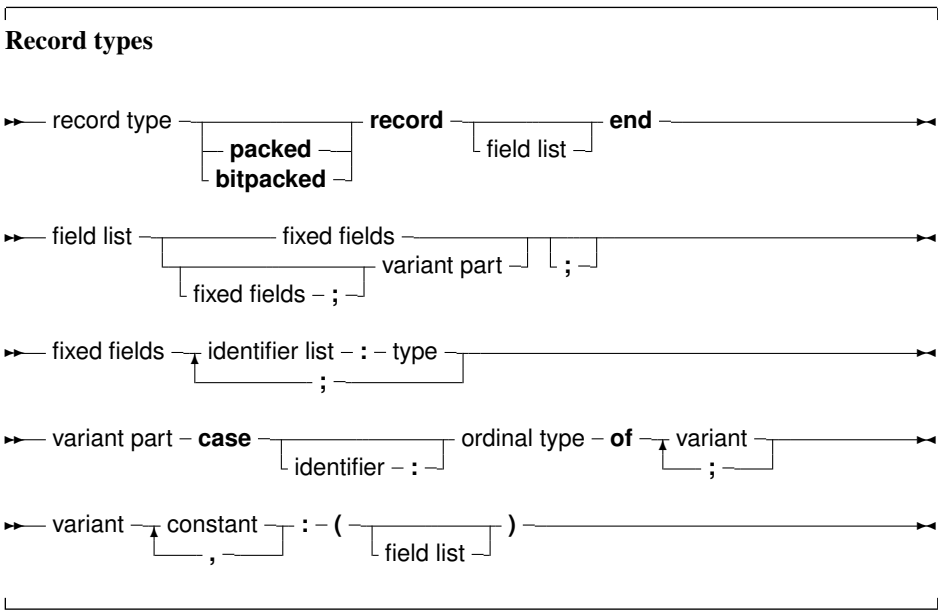 Record types
record type record end
packed field list
bitpacked
field list fixed fields
variant part ;
fixed fields – ;
fixed fields identifier list – : – type
;
variant part – case ordinal type – of variant
identifier – : ;
variant constant : – ( )
, field list